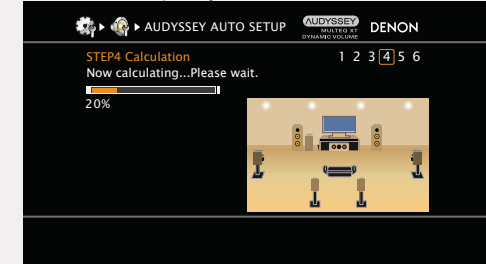 AUDYSSEY AUTO SETUP
AUDYSSEY
MULTEQ XT
DYNAMIC VOLUME
DENON
STEP4 Calculation
1 2 3 4 5 6
Now calculating...Please wait.
20%